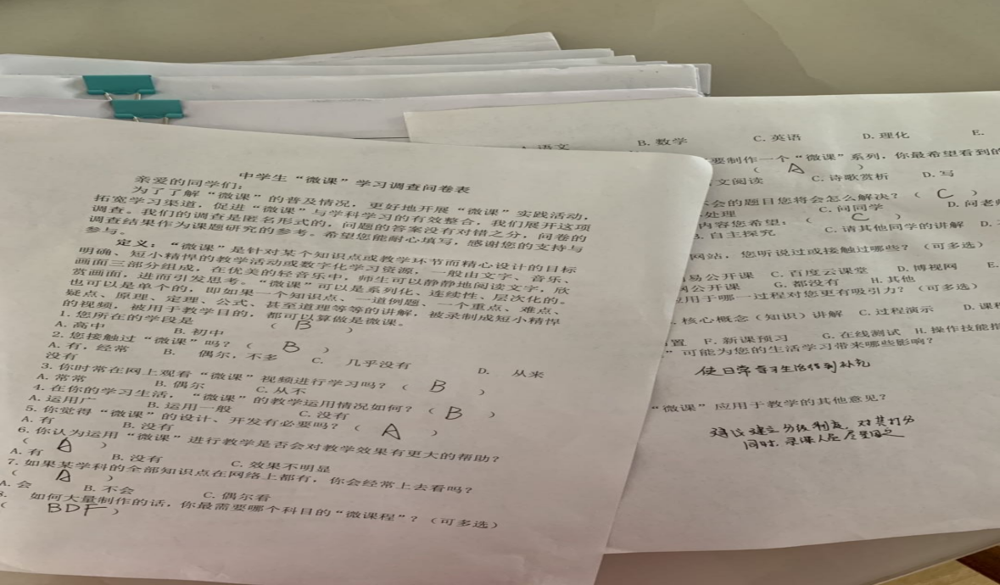 中学生“微课”学习调查问卷表
亲爱的同学们：
为了了解“微课”的普及情况，更好地开展“微课”实践活动，
拓宽学习渠道，促进“微课”与学科学习的有效整合，我们展开这项
调查。我们的调查是匿名形式的，问题的答案没有对错之分，问卷的
调查结果作为课题研究的参考。希望您能耐心填写，感谢您的支持与
参与。
定义：“微课”是针对某个知识点或教学环节而精心设计的目标
明确、短小精悍的教学活动或数字化学习资源，一般由文字、音乐、
画面三部分组成，在优美的轻音乐中，师生可以静静地阅读文字，欣
赏画面，进而引发思考。“微课”可以是系列化、连续性、层次化的。
也可以是单个的，即如果一个知识点、一道例题、一个重点、难点、
疑点、原理、定理、公式、甚至道理等等的讲解，被录制成短小精悍
的视频，被用于教学目的，都可以算做是微课。
1. 您所在的学段是 （ B ）
A. 高中 B. 初中
2. 您接触过“微课”吗？（ B ）
A. 有，经常 B. 偶尔，不多 C. 几乎没有 D. 从来
没有
3. 你时常在网上观看“微课”视频进行学习吗？（ B ）
A. 常常 B. 偶尔 C. 从不
4. 在你的学习生活，“微课”的教学运用情况如何？（ B ）
A. 运用广 B. 运用一般 C. 没有
5. 你觉得“微课”的设计、开发有必要吗？（ A ）
A. 有 B. 没有
6. 你认为运用“微课”进行教学是否会对教学效果有更大的帮助？
（ A ）
A. 有 B. 没有 C. 效果不明显
7. 如果某学科的全部知识点在网络上都有，你会经常上去看吗？
（ A ）
A. 会 B. 不会 C. 偶尔看
如何大量制作的话，你最需要哪个科目的“微课程”？（可多选）
（ BDF ）
语文 B. 数学 C. 英语 D. 理化 E.
要制作一个“微课”系列，你最希望看到的
（ A ）
文阅读 C. 诗歌赏析 D. 写
会的题目您将会怎么解决？（ C ）
处理 C. 问同学 D. 问老师
内容您希望：（ C ）
自主探究 C. 请其他同学的讲解 D.
网站，您听说过或接触过哪些？（可多选）
易公开课 C. 百度云课堂 D. 博视网 E.
公开课 G. 都没有 H. 其他
应用于哪一过程对您更有吸引力？（可多选）
核心概念（知识）讲解 C. 过程演示 D. 课
置 F. 新课预习 G. 在线测试 H. 操作技能指
”可能为您的生活学习带来哪些影响？
使日常学习生活得到补充
“微课”应用于教学的其他意见？
建议建立分级制度，对其打分
同时，录课人应尽